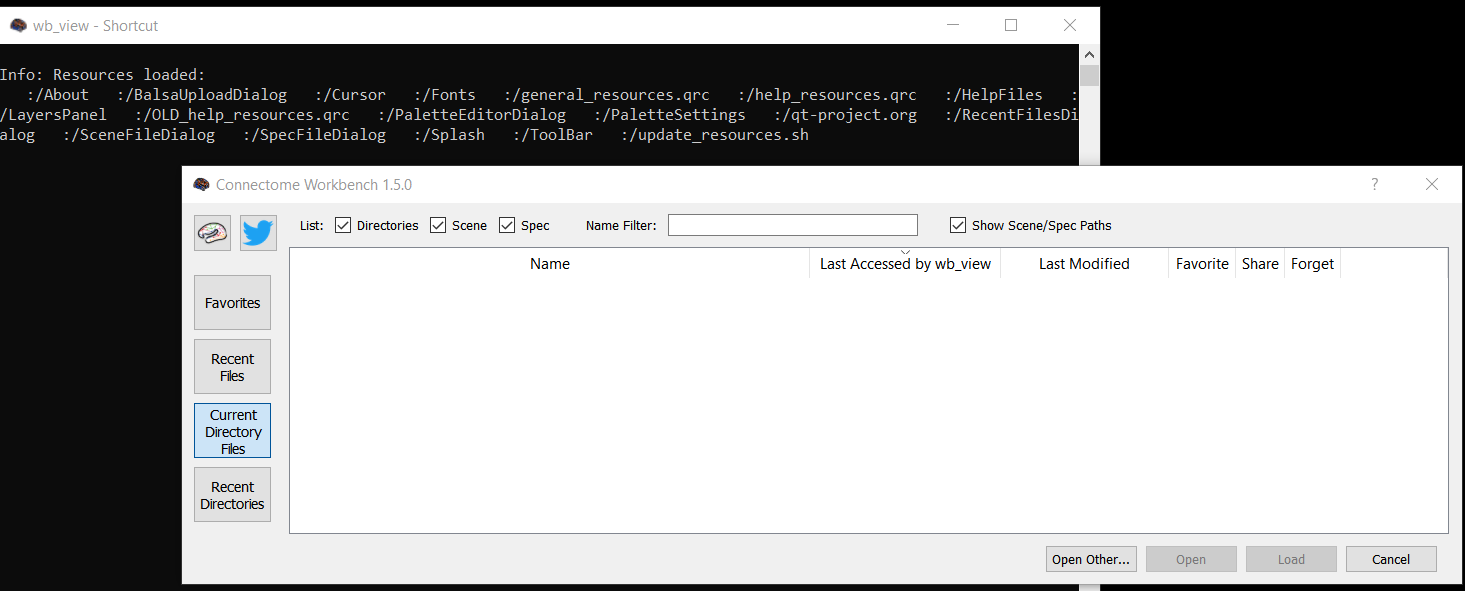 wb_view - Shortcut
Info: Resources loaded:
:/About :/BalsaUploadDialog :/Cursor :/Fonts :/general_resources.qrc :/help_resources.qrc :/HelpFiles :
/LayersPanel :/OLD_help_resources.qrc :/PaletteEditorDialog :/PaletteSettings :/qt-project.org :/RecentFilesDi
alog :/SceneFileDialog :/SpecFileDialog :/Splash :/ToolBar :/update_resources.sh
Connectome Workbench 1.5.0 ?
List: Directories Scene Spec Name Filter: Show Scene/Spec Paths
Name Last Accessed by wb_view Last Modified Favorite Share Forget
Favorites
Recent
Files
Current
Directory
Files
Recent
Directories
Open Other... Open Load Cancel